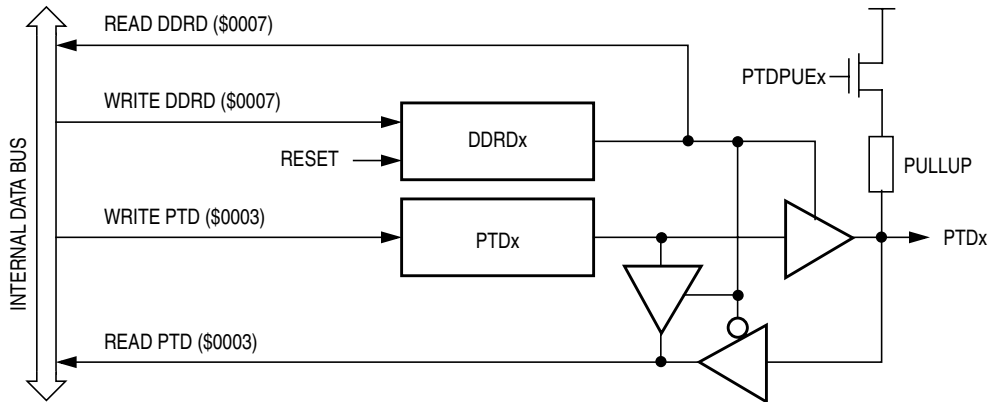 READ DDRD ($0007)
PTDPUEx
WRITE DDRD ($0007)
DDRDx
RESET
PULLUP
INTERNAL DATA BUS
WRITE PTD ($0003)
PTDx
PTDx
READ PTD ($0003)